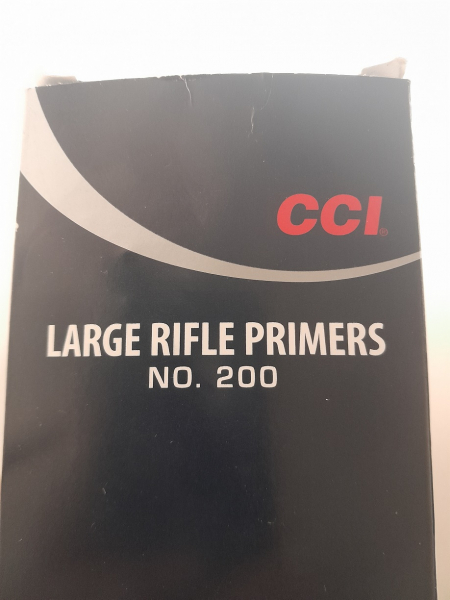 CCI
LARGE RIFLE PRIMERS
NO. 200